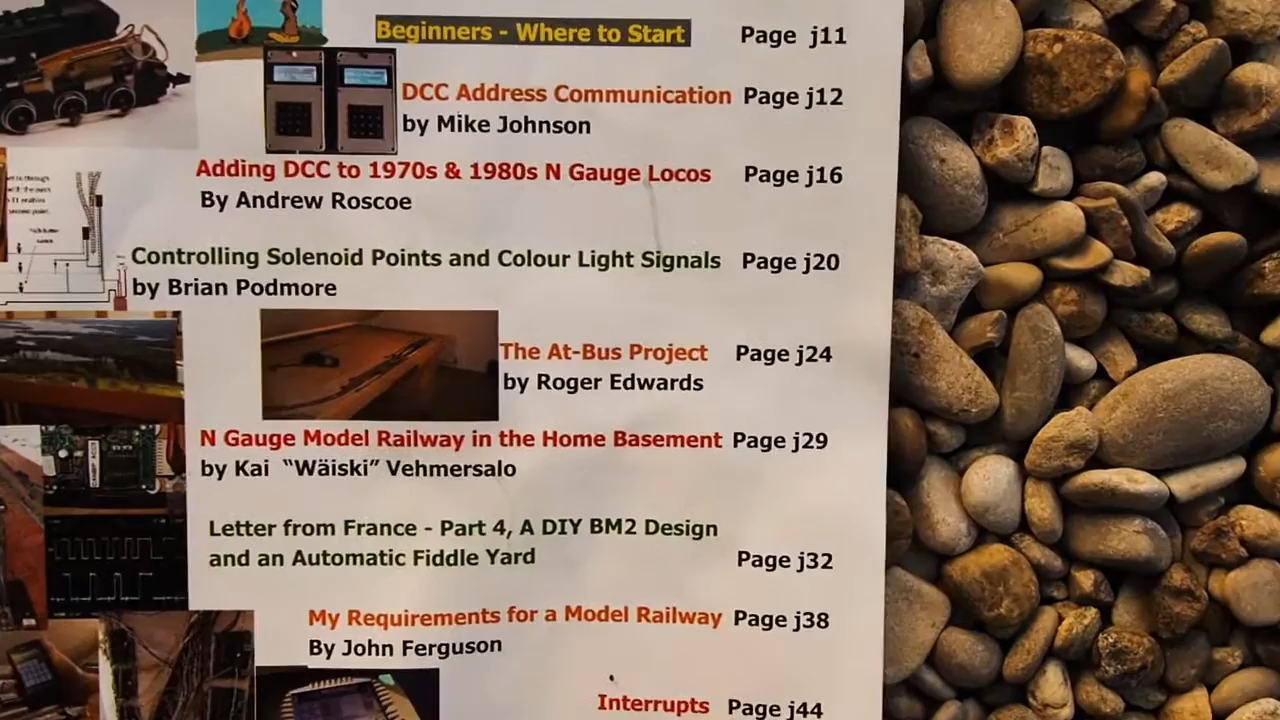 Beginners - Where to Start Page j11
DCC Address Communication Page j12
by Mike Johnson
Adding DCC to 1970s & 1980s N Gauge Locos Page j16
By Andrew Roscoe
Controlling Solenoid Points and Colour Light Signals Page j20
by Brian Podmore
The At-Bus Project Page j24
by Roger Edwards
N Gauge Model Railway in the Home Basement Page j29
by Kai “Wäiski” Vehmersalo
Letter from France - Part 4, A DIY BM2 Design
and an Automatic Fiddle Yard Page j32
My Requirements for a Model Railway Page j38
By John Ferguson
Interrupts Page j44